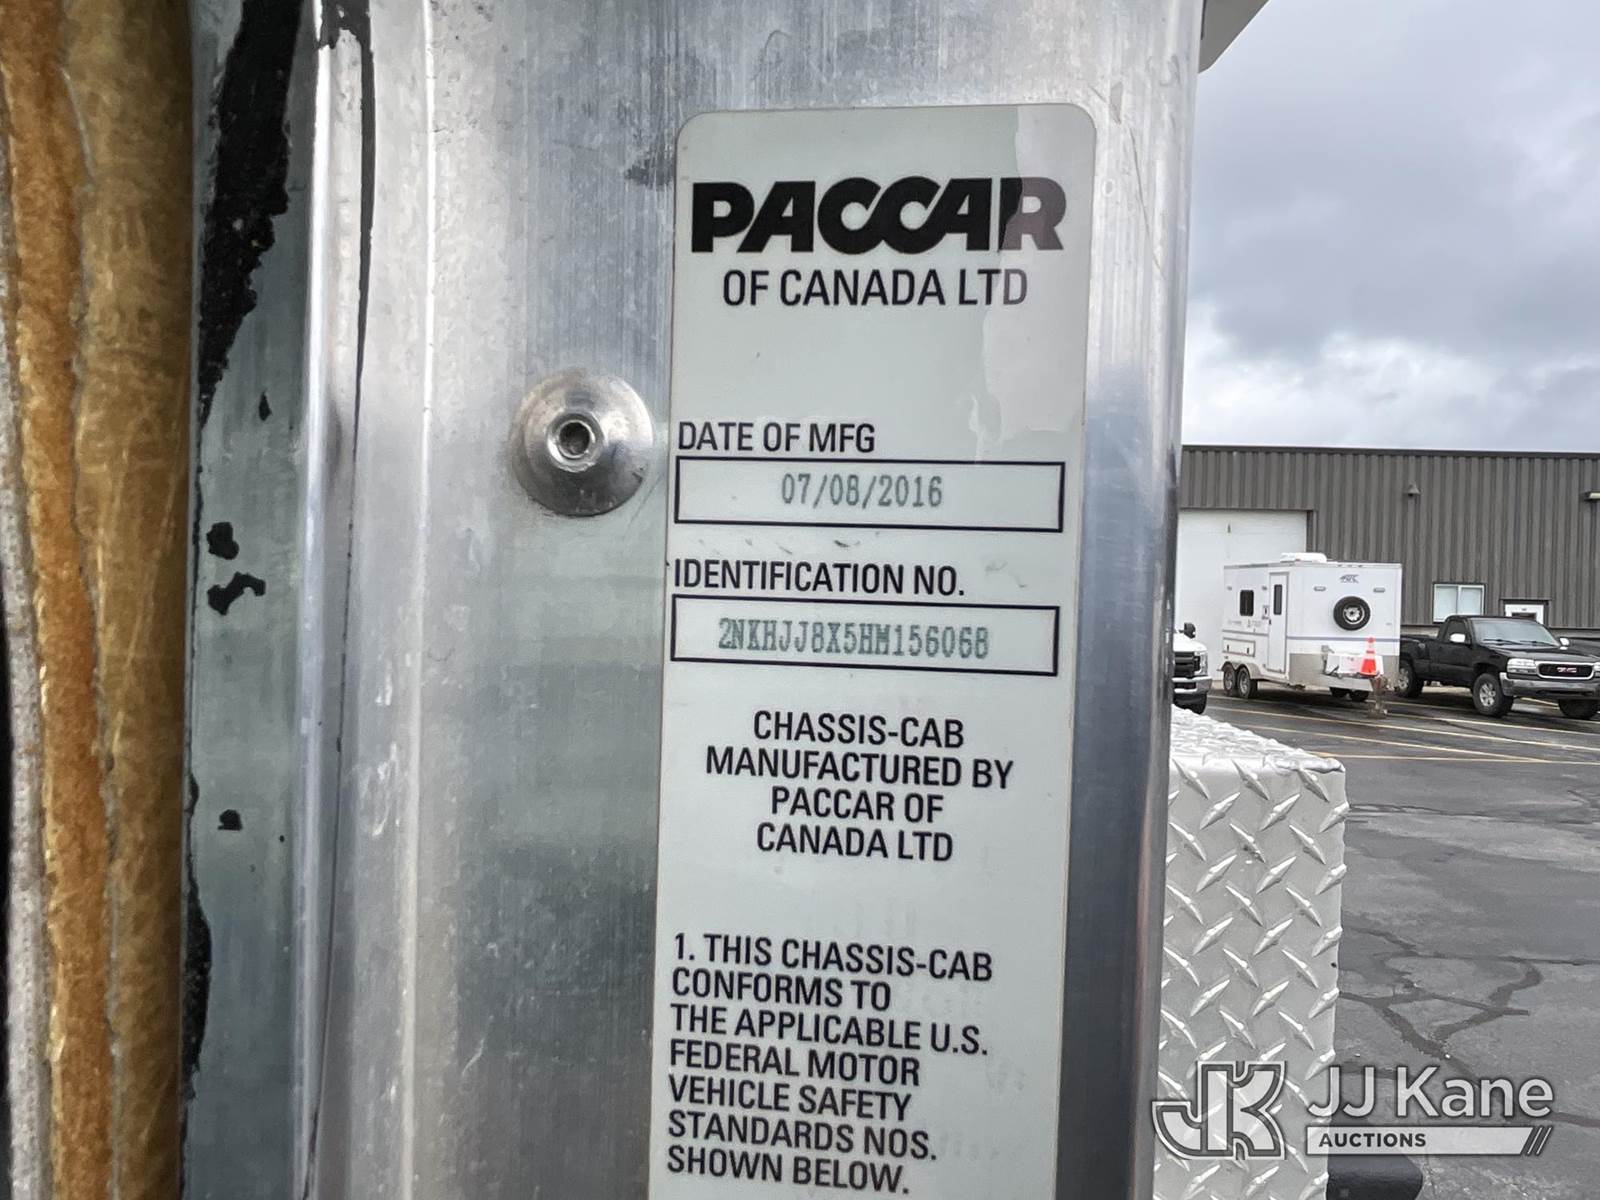 PACCAR
OF CANADA LTD
DATE OF MFG
07/08/2016
IDENTIFICATION NO.
2NKHJJ8X5HM156068
CHASSIS-CAB
MANUFACTURED BY
PACCAR OF
CANADA LTD
1. THIS CHASSIS-CAB
CONFORMS TO
THE APPLICABLE U.S.
FEDERAL MOTOR
VEHICLE SAFETY
STANDARDS NOS.
SHOWN BELOW.
GMC
JJ Kane
AUCTIONS